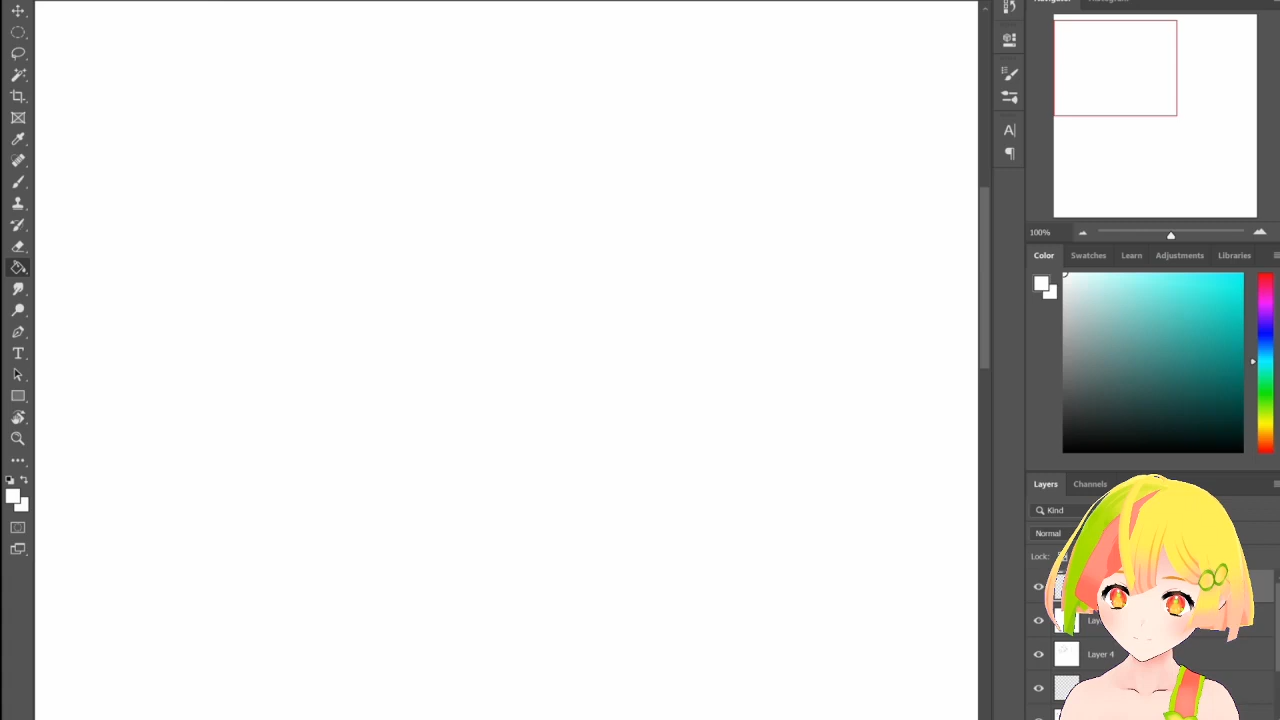 100%
Color Swatches Learn Adjustments Libraries
Layers Channels
Kind
Normal
Lock:
Layer 4